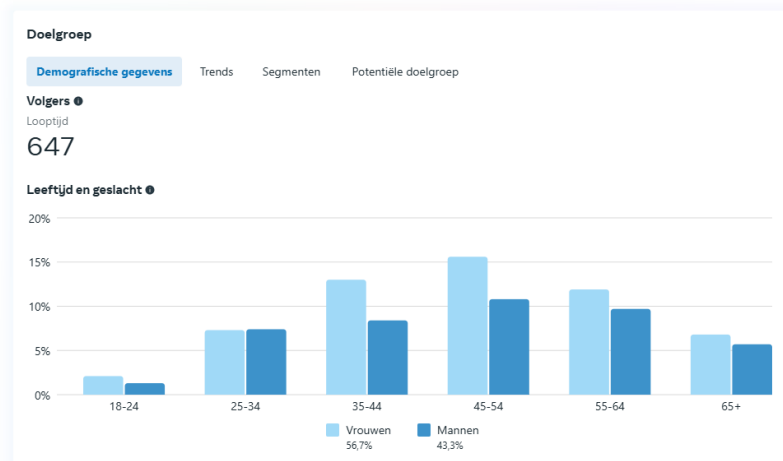 Doelgroep
Demografische gegevens Trends Segmenten Potentiële doelgroep
Volgers
Looptijd
647
Leeftijd en geslacht
20%
15%
10%
5%
0%
18-24 25-34 35-44 45-54 55-64 65+
Vrouwen Mannen
56,7% 43,3%